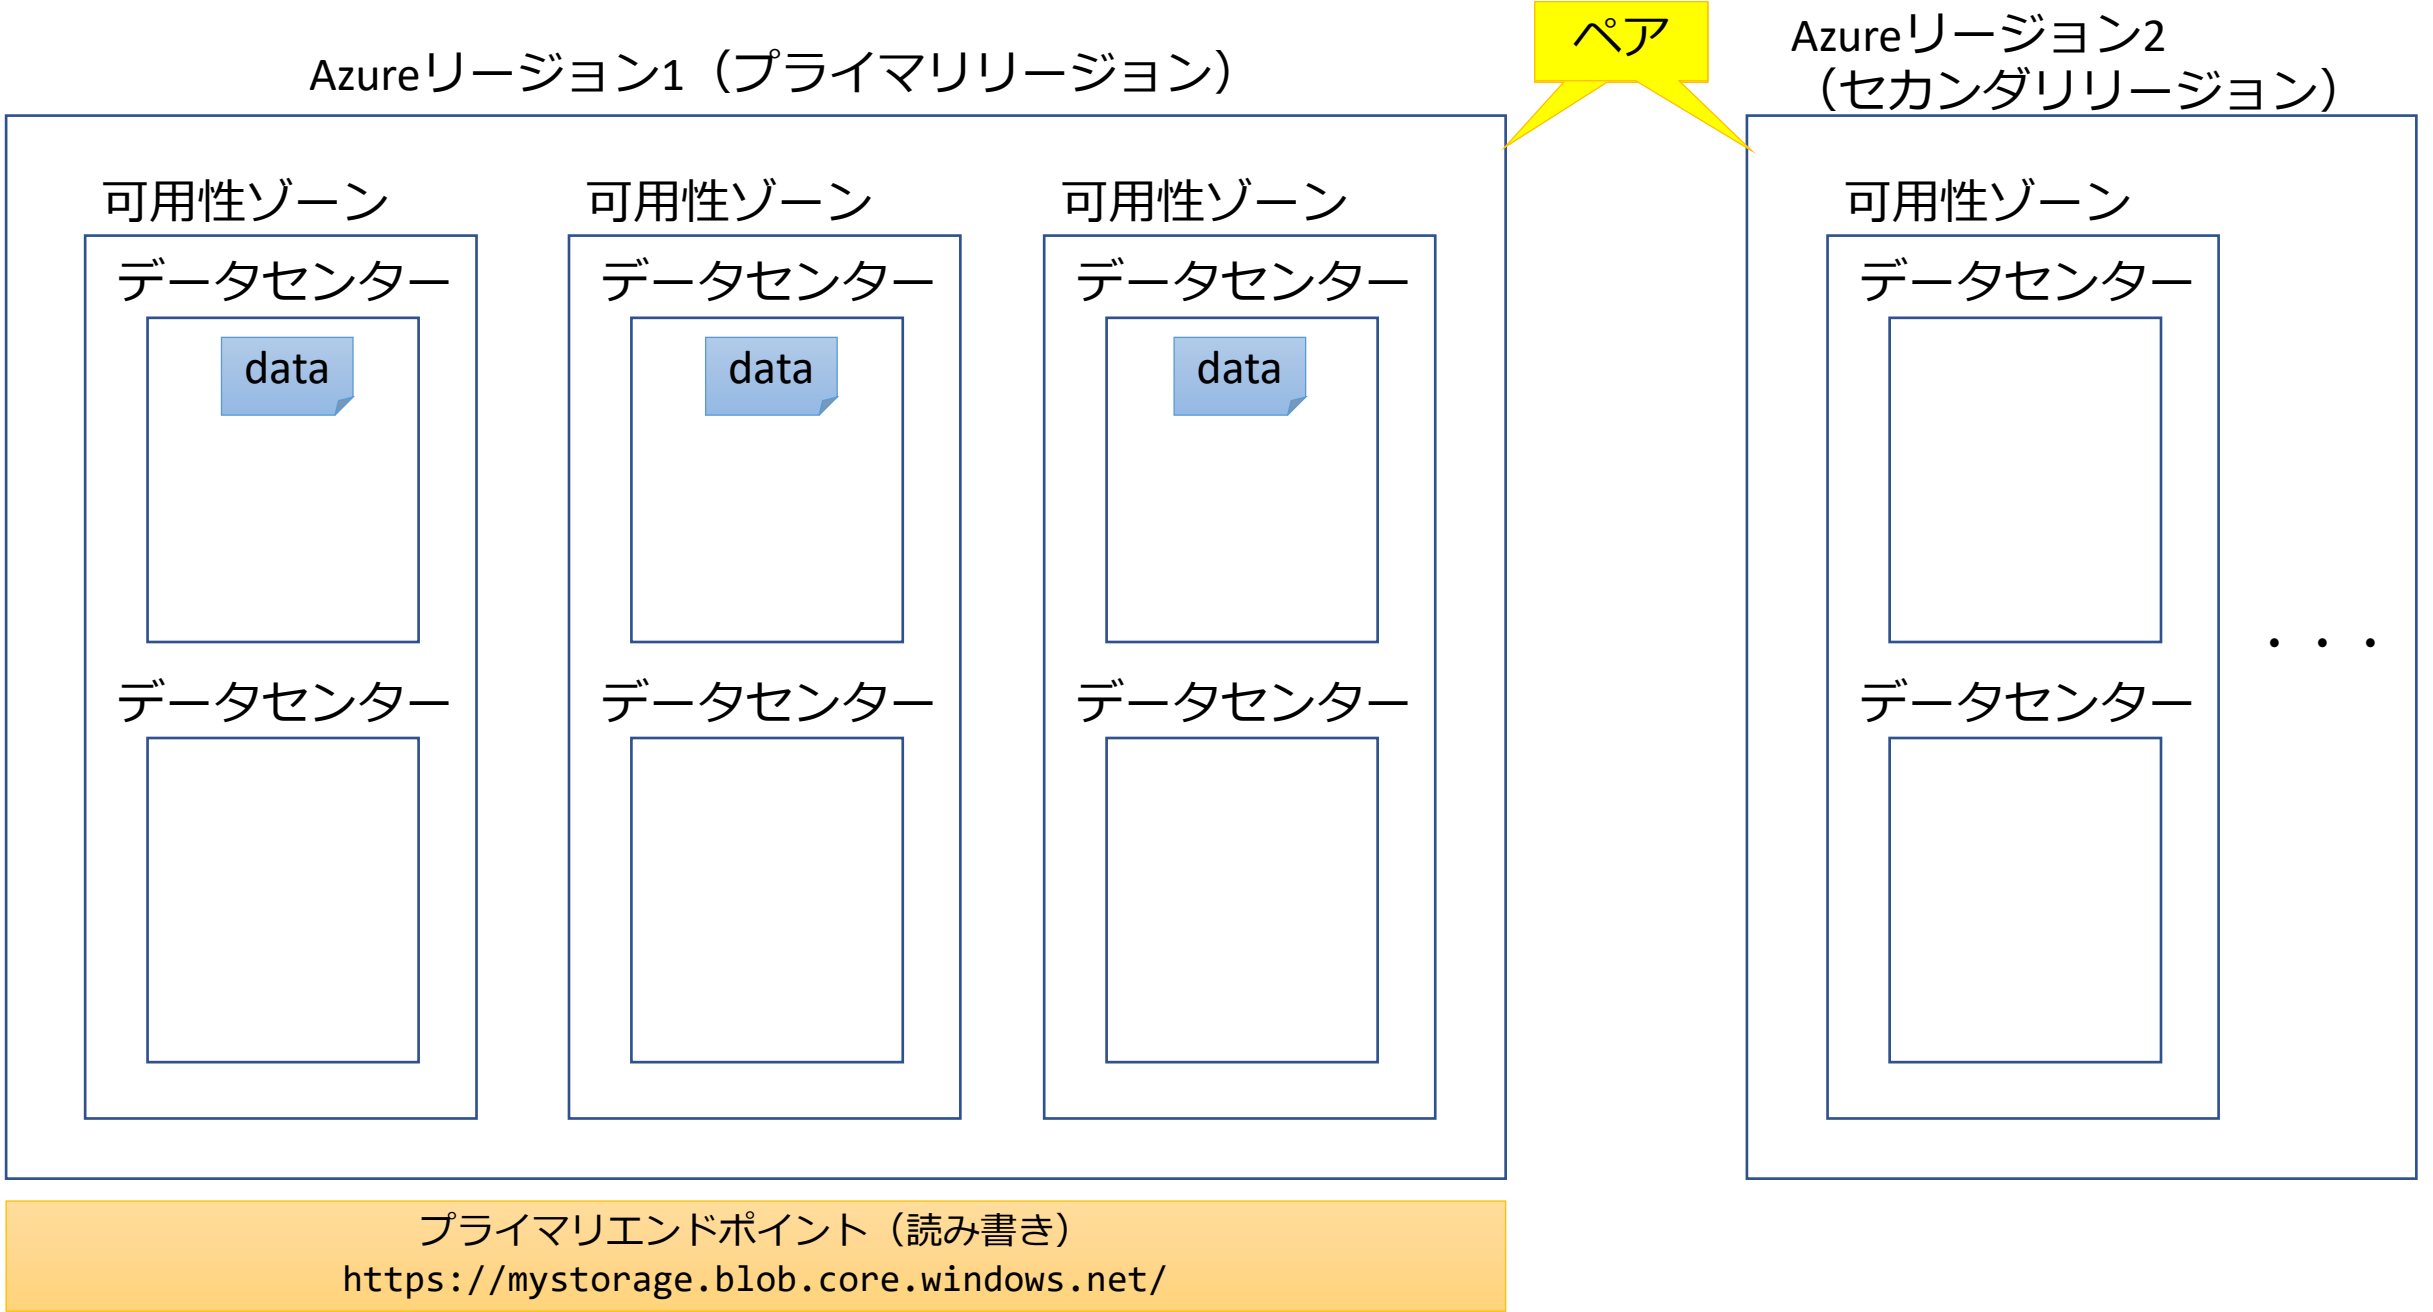 ペア
Azureリージョン1（プライマリリージョン）
Azureリージョン2
（セカンダリリージョン）
可用性ゾーン
可用性ゾーン
可用性ゾーン
可用性ゾーン
データセンター
データセンター
データセンター
データセンター
data
data
data
・・・
データセンター
データセンター
データセンター
データセンター
プライマリエンドポイント（読み書き）
https://mystorage.blob.core.windows.net/